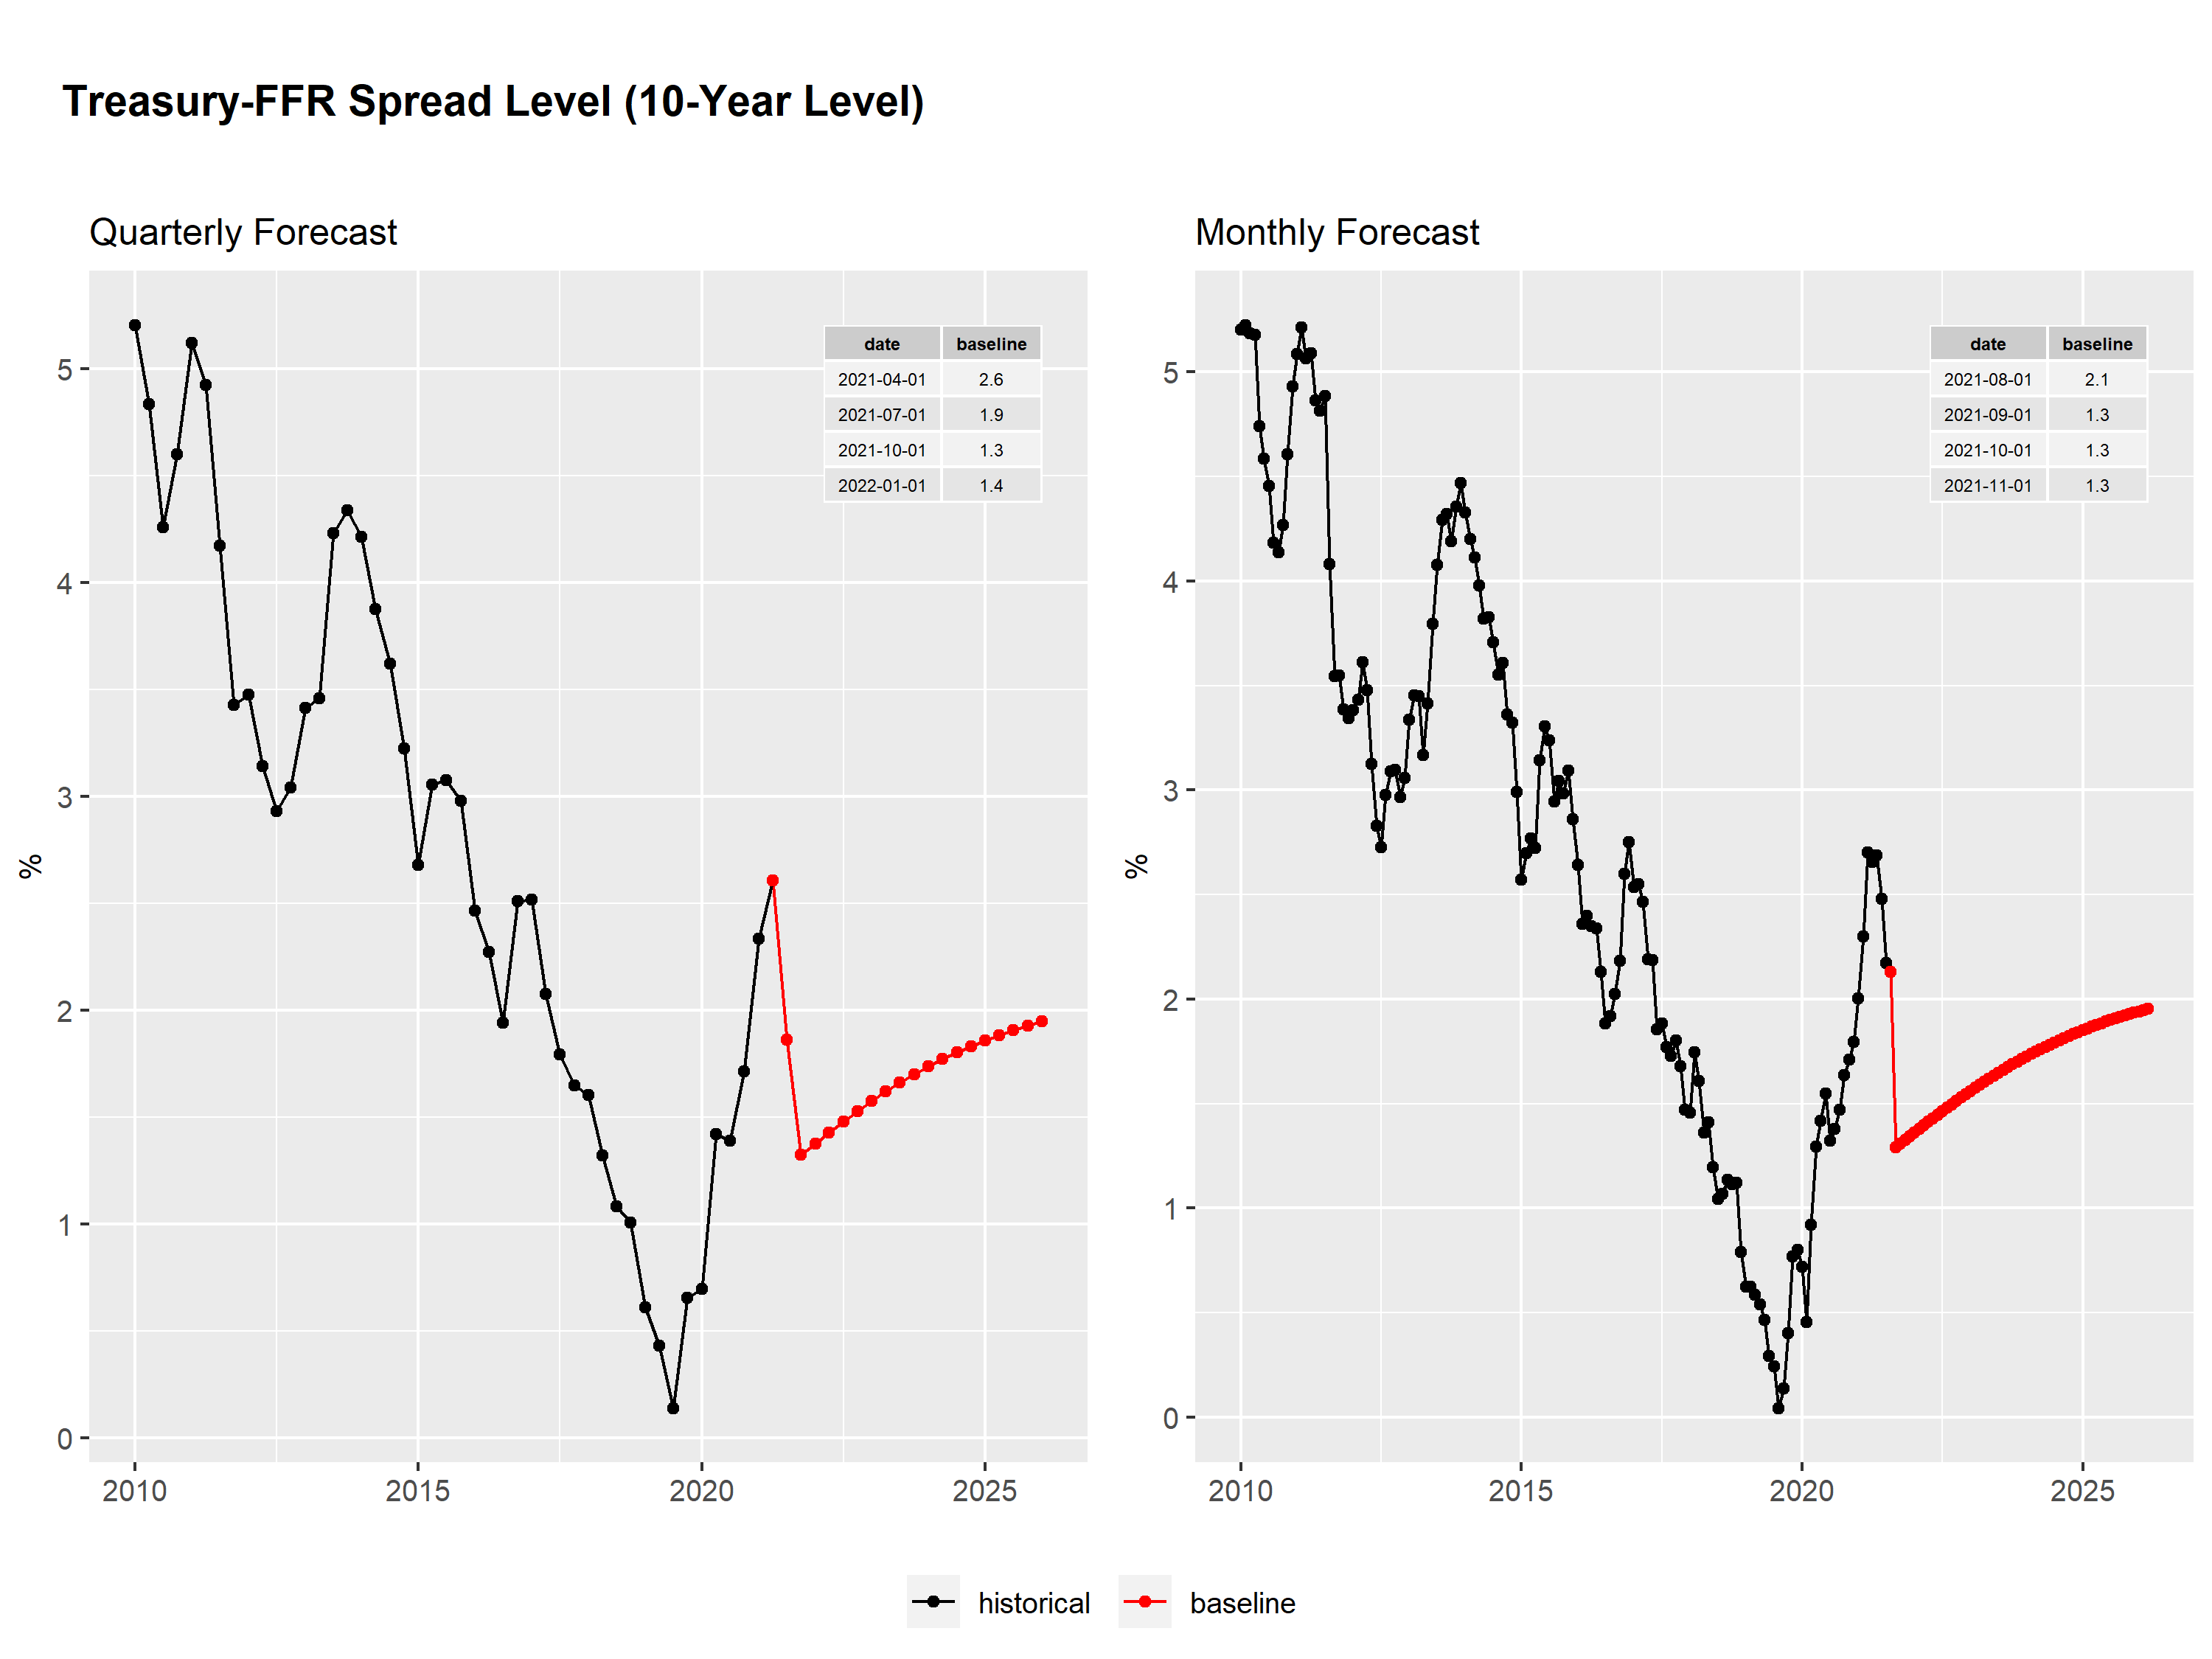 Treasury-FFR Spread Level (10-Year Level)
Quarterly Forecast
%
5
4
3
2
1
0
2010 2015 2020 2025
date baseline
2021-04-01 2.6
2021-07-01 1.9
2021-10-01 1.3
2022-01-01 1.4
Monthly Forecast
%
5
4
3
2
1
0
2010 2015 2020 2025
date baseline
2021-08-01 2.1
2021-09-01 1.3
2021-10-01 1.3
2021-11-01 1.3
historical baseline